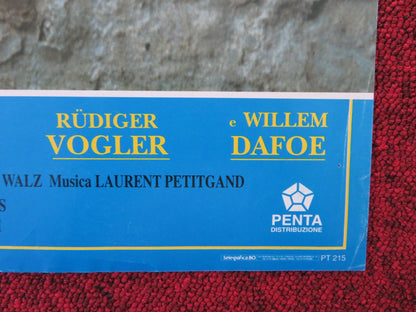 RÜDIGER
VOGLER
e WILLEM
DAFOE
WALZ Musica LAURENT PETITGAND
S
PENTA
DISTRIBUZIONE
PT 215